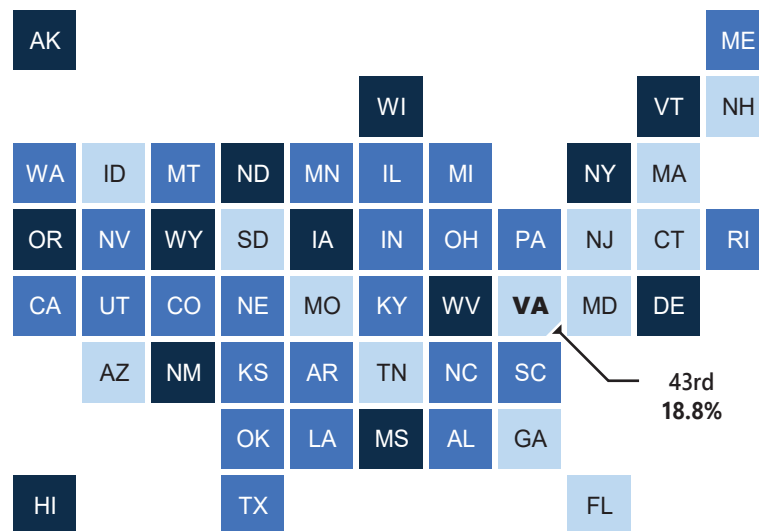 AK ME
WI VT NH
WA ID MT ND MN IL MI NY MA
OR NV WY SD IA IN OH PA NJ CT RI
CA UT CO NE MO KY WV VA MD DE
AZ NM KS AR TN NC SC
43rd
18.8%
OK LA MS AL GA
HI TX FL